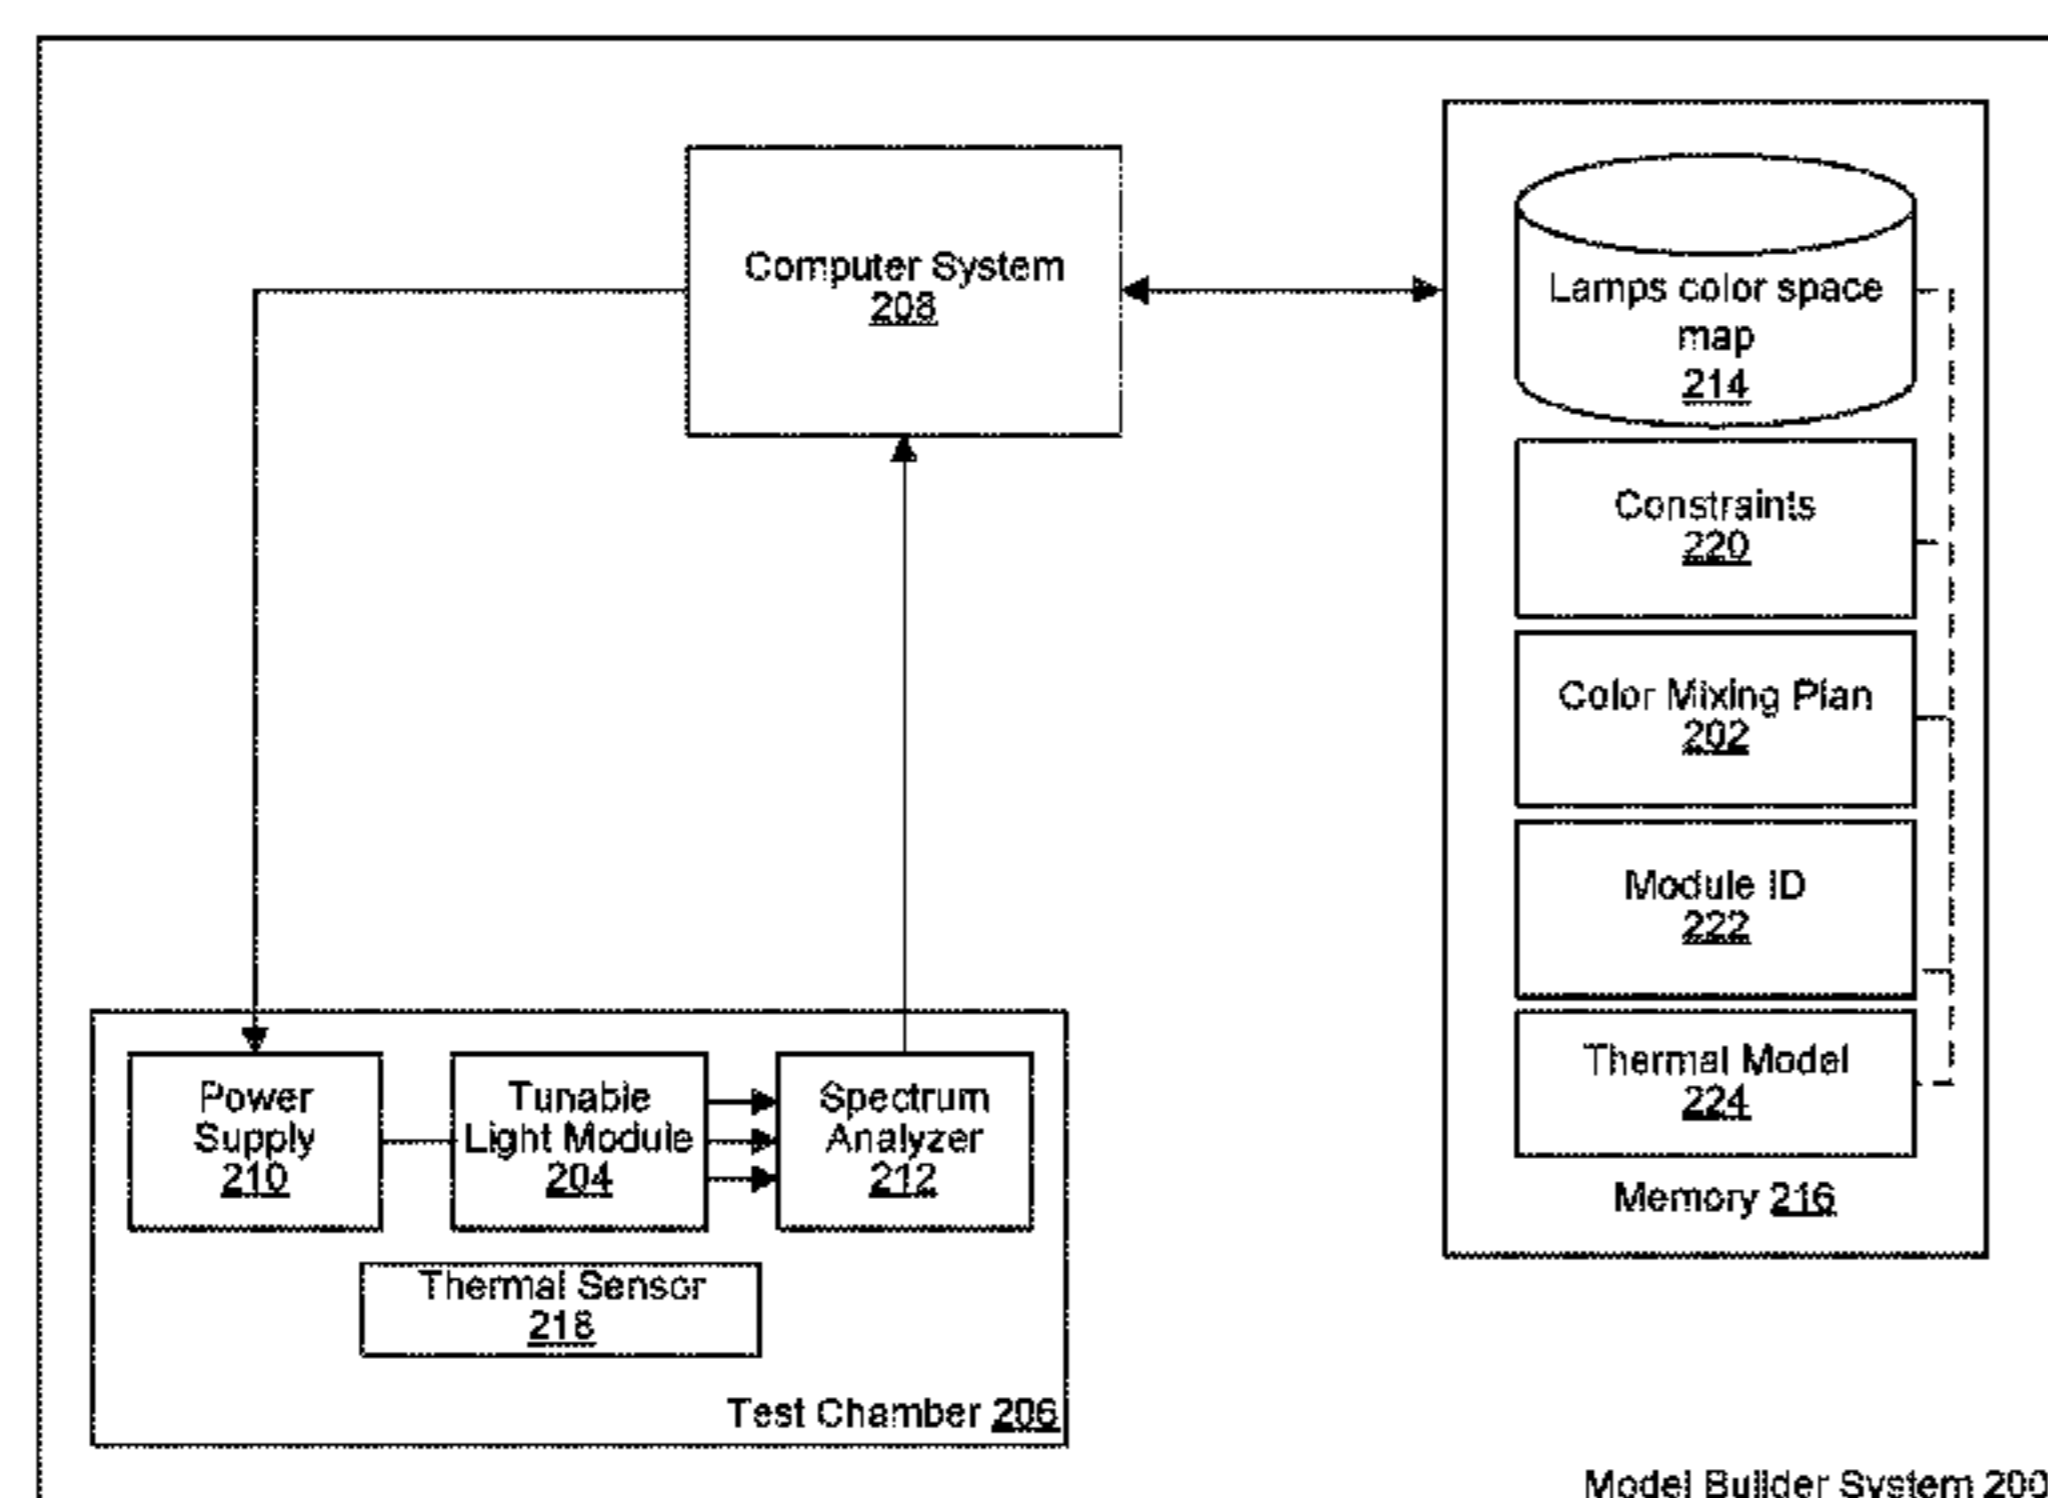 Computer System
208
Lamps color space
map
214
Constraints
220
Color Mixing Plan
202
Module ID
222
Thermal Model
224
Memory 216
Power
Supply
210
Tunable
Light Module
204
Spectrum
Analyzer
212
Thermal Sensor
218
Test Chamber 206
Model Builder System 200